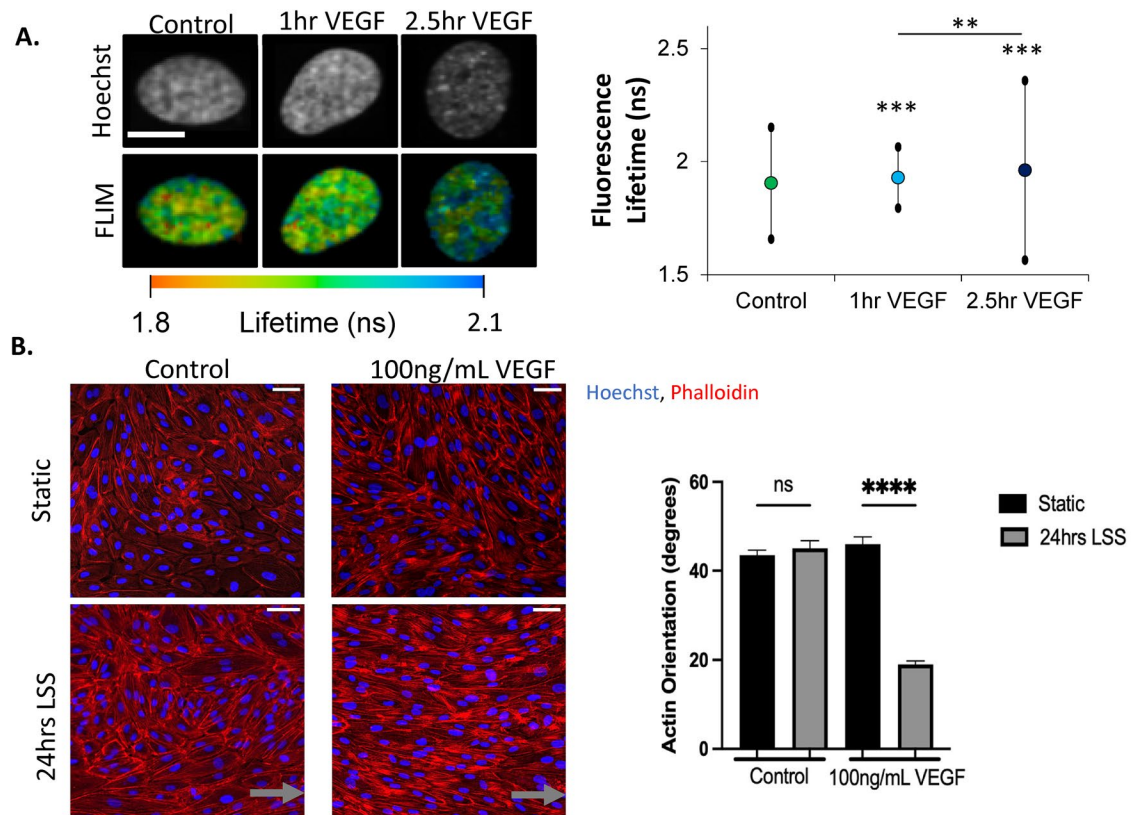 A.
Control
1hr VEGF
2.5hr VEGF
Hoechst
FLIM
1.8
Lifetime (ns)
2.1
Fluorescence
Lifetime (ns)
2.5
2
1.5
**
***
***
Control
1hr VEGF
2.5hr VEGF
B.
Control
100ng/mL VEGF
Static
24hrs LSS
Hoechst, Phalloidin
Actin Orientation (degrees)
60
40
20
0
ns
****
Control
100ng/mL VEGF
Static
24hrs LSS